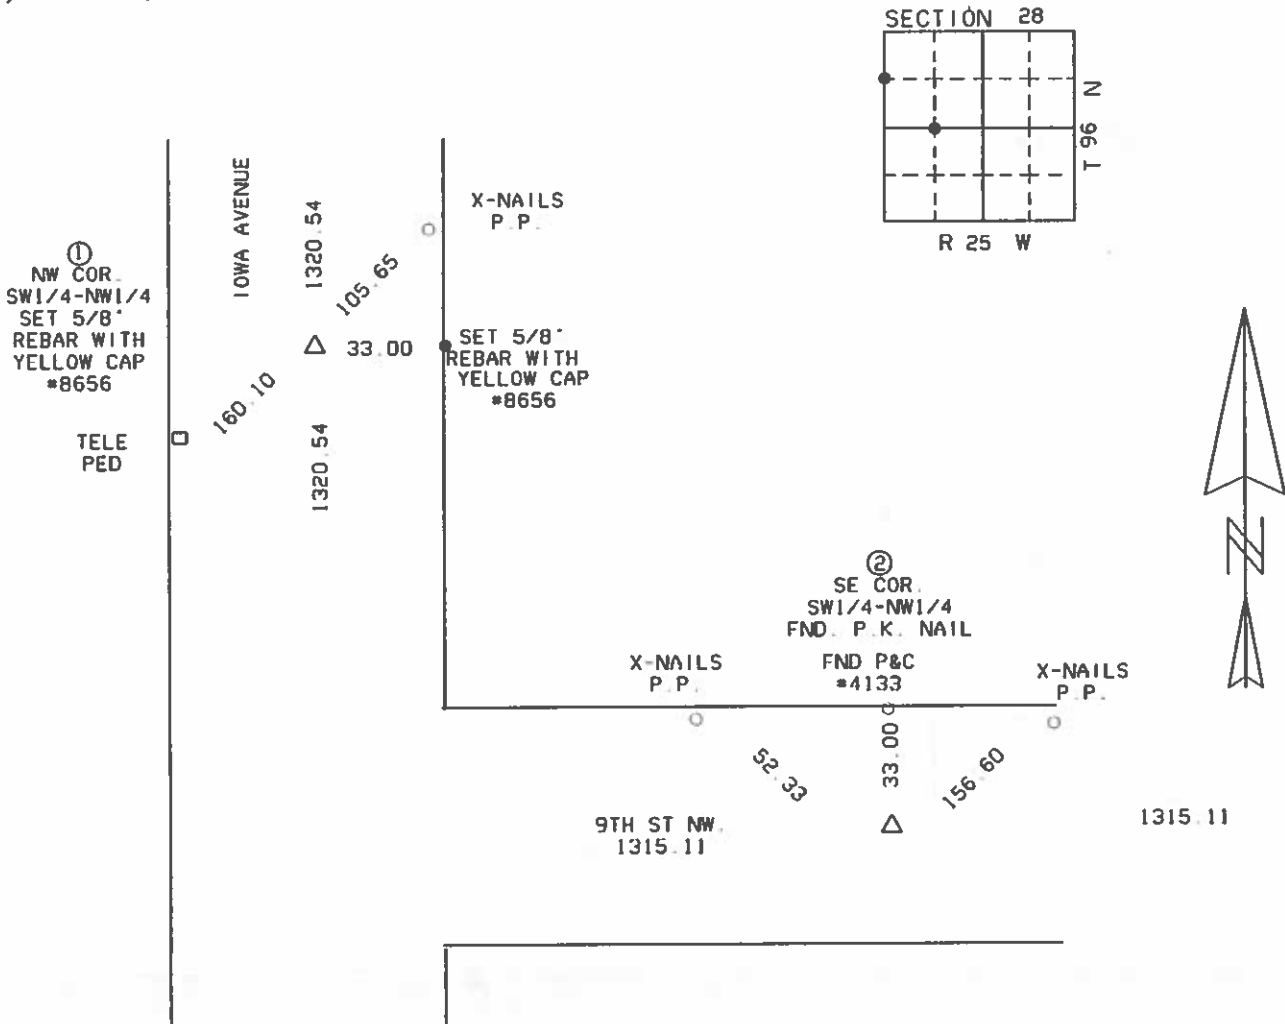 SECTION 28
T 96 N
R 25 W
IOWA AVENUE
1320.54
X-NAILS
P.P.
105.65
①
NW COR.
SW1/4-NW1/4
SET 5/8"
REBAR WITH
YELLOW CAP
#8656
33.00
SET 5/8"
REBAR WITH
YELLOW CAP
#8656
160.10
TELE
PED
1320.54
N
②
SE COR.
SW1/4-NW1/4
FND. P.K. NAIL
FND P&C
#4133
X-NAILS
P.P.
X-NAILS
P.P.
52.33
33.00
156.60
9TH ST NW.
1315.11
1315.11